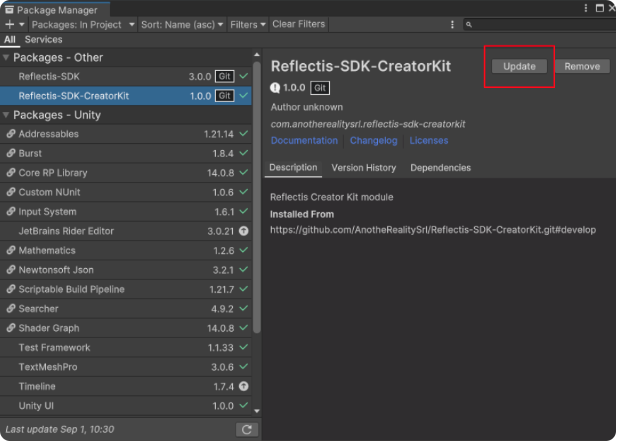 Package Manager
+ Packages: In Project Sort: Name (asc) Filters Clear Filters
All Services
Packages - Other
Reflectis-SDK 3.0.0 Git
Reflectis-SDK-CreatorKit 1.0.0 Git
Packages - Unity
Addressables 1.21.14
Burst 1.8.4
Core RP Library 14.0.8
Custom NUnit 1.0.6
Input System 1.6.1
JetBrains Rider Editor 3.0.21
Mathematics 1.2.6
Newtonsoft Json 3.2.1
Scriptable Build Pipeline 1.21.7
Searcher 4.9.2
Shader Graph 14.0.8
Test Framework 1.1.33
TextMeshPro 3.0.6
Timeline 1.7.4
Unity UI 1.0.0
Last update Sep 1, 10:30
Reflectis-SDK-CreatorKit
Update Remove
1.0.0 Git
Author unknown
com.anotherealitysrl.reflectis-sdk-creatorkit
Documentation Changelog Licenses
Description Version History Dependencies
Reflectis Creator Kit module
Installed From
https://github.com/AnotheRealitySrl/Reflectis-SDK-CreatorKit.git#develop